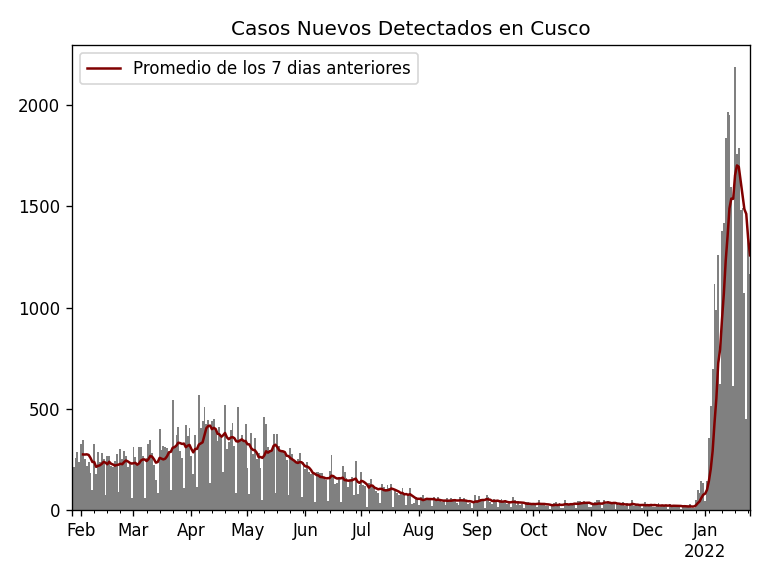 Casos Nuevos Detectados en Cusco
Promedio de los 7 dias anteriores
2000
1500
1000
500
0
Feb Mar Apr May Jun Jul Aug Sep Oct Nov Dec Jan
2022